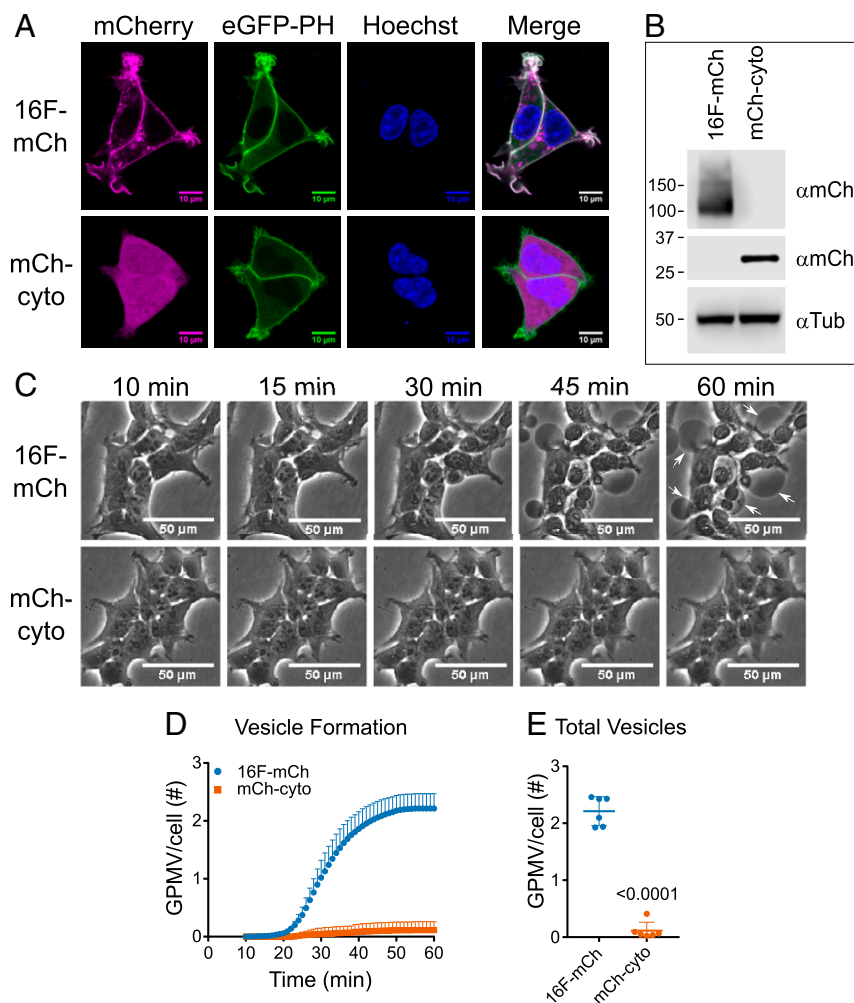 A
mCherry eGFP-PH Hoechst Merge
16F-
mCh
10 µm 10 µm 10 µm 10 µm
mCh-
cyto
10 µm 10 µm 10 µm 10 µm
B
16F-mCh
mCh-cyto
150
100
αmCh
37
25
αmCh
50
αTub
C
10 min 15 min 30 min 45 min 60 min
16F-
mCh
50 µm 50 µm 50 µm 50 µm 50 µm
mCh-
cyto
50 µm 50 µm 50 µm 50 µm 50 µm
D Vesicle Formation
GPMV/cell (#)
3
2
1
0
16F-mCh
mCh-cyto
0 10 20 30 40 50 60
Time (min)
E Total Vesicles
GPMV/cell (#)
3
2
1
0
<0.0001
16F-mCh
mCh-cyto